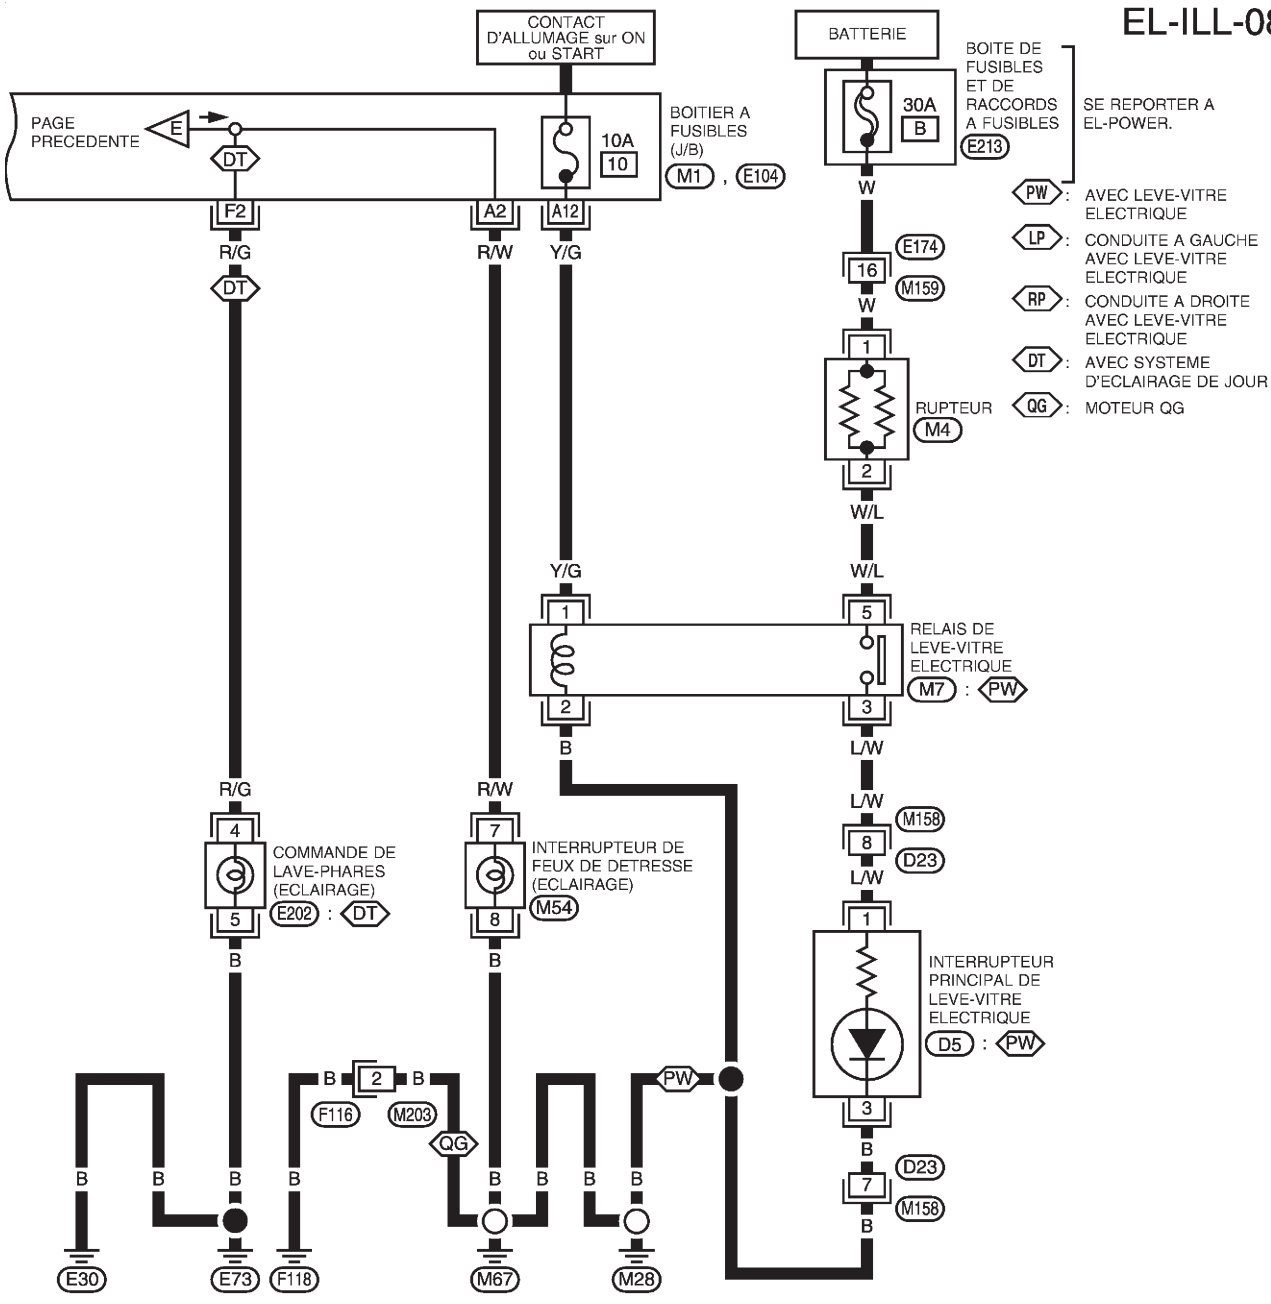 EL-ILL-08
CONTACT
D'ALLUMAGE sur ON
ou START
BATTERIE
PAGE
PRECEDENTE
E
DT
10A
10
BOITIER A
FUSIBLES
(J/B)
M1 , E104
30A
B
BOITE DE
FUSIBLES
ET DE
RACCORDS
A FUSIBLES
E213
SE REPORTER A
EL-POWER.
PW : AVEC LEVE-VITRE
ELECTRIQUE
LP : CONDUITE A GAUCHE
AVEC LEVE-VITRE
ELECTRIQUE
RP : CONDUITE A DROITE
AVEC LEVE-VITRE
ELECTRIQUE
DT : AVEC SYSTEME
D'ECLAIRAGE DE JOUR
QG : MOTEUR QG
F2
A2
A12
R/G
R/W
Y/G
DT
W
E174
16
M159
W
1
RUPTEUR
M4
2
W/L
Y/G
W/L
1
5
RELAIS DE
LEVE-VITRE
ELECTRIQUE
M7 : PW
2
3
B
L/W
R/G
R/W
L/W
M158
8
D23
L/W
4
COMMANDE DE
LAVE-PHARES
(ECLAIRAGE)
E202 : DT
5
7
INTERRUPTEUR DE
FEUX DE DETRESSE
(ECLAIRAGE)
M54
8
1
INTERRUPTEUR
PRINCIPAL DE
LEVE-VITRE
ELECTRIQUE
D5 : PW
3
B
B
B
2
B
F116
M203
QG
PW
B
D23
7
M158
B
B
B
B
B
B
B
B
B
E30
E73
F118
M67
M28